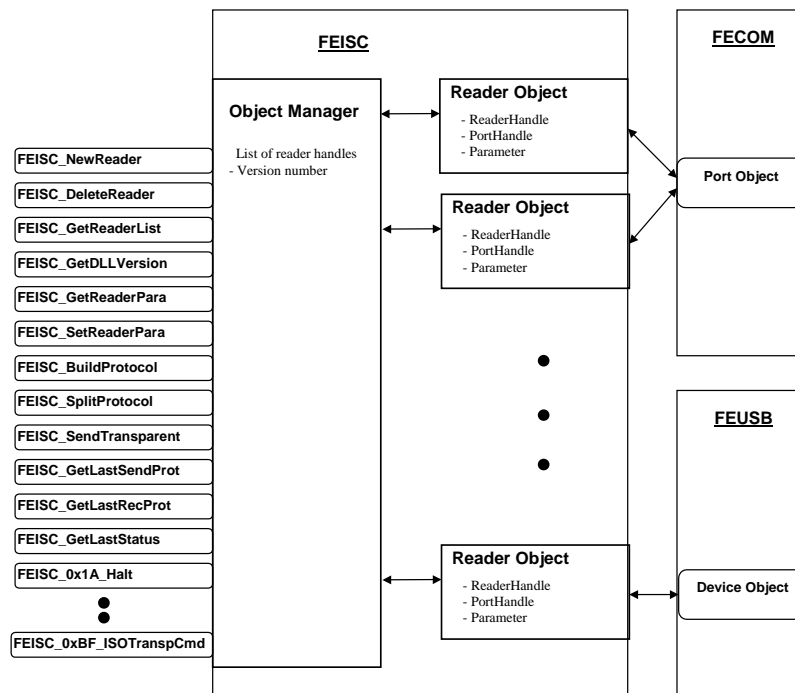 FEISC
FECOM
Object Manager
List of reader handles
- Version number
Reader Object
- ReaderHandle
- PortHandle
- Parameter
Port Object
Reader Object
- ReaderHandle
- PortHandle
- Parameter
FEISC_NewReader
FEISC_DeleteReader
FEISC_GetReaderList
FEISC_GetDLLVersion
FEISC_GetReaderPara
FEISC_SetReaderPara
FEISC_BuildProtocol
FEISC_SplitProtocol
FEISC_SendTransparent
FEISC_GetLastSendProt
FEISC_GetLastRecProt
FEISC_GetLastStatus
FEISC_0x1A_Halt
FEISC_0xBF_ISOTranspCmd
FEUSB
Reader Object
- ReaderHandle
- PortHandle
- Parameter
Device Object